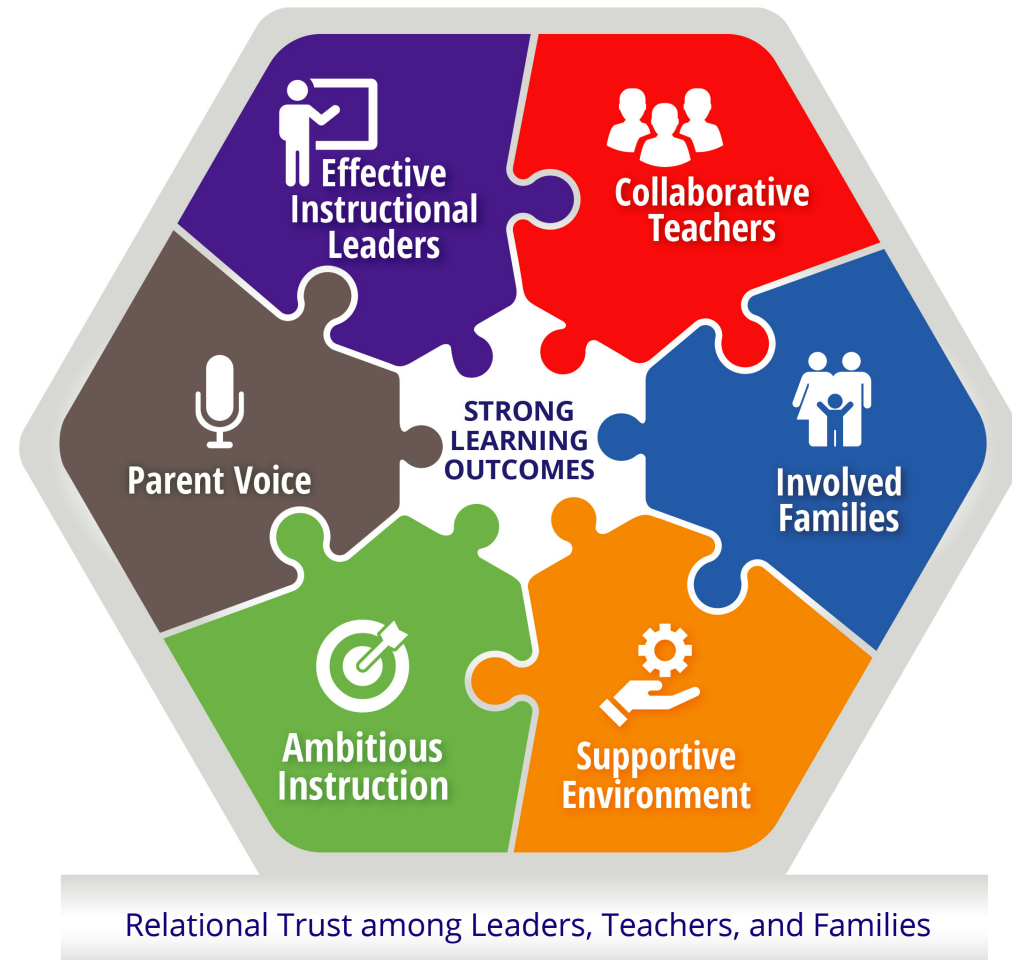 Effective
Instructional
Leaders
Collaborative
Teachers
Parent Voice
STRONG
LEARNING
OUTCOMES
Involved
Families
Ambitious
Instruction
Supportive
Environment
Relational Trust among Leaders, Teachers, and Families